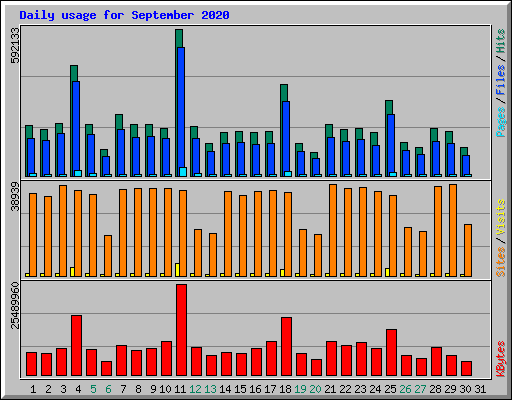 Daily usage for September 2020
592133
Pages / Files / Hits
38939
Sites / Visits
25489960
KBytes
1 2 3 4 5 6 7 8 9 10 11 12 13 14 15 16 17 18 19 20 21 22 23 24 25 26 27 28 29 30 31